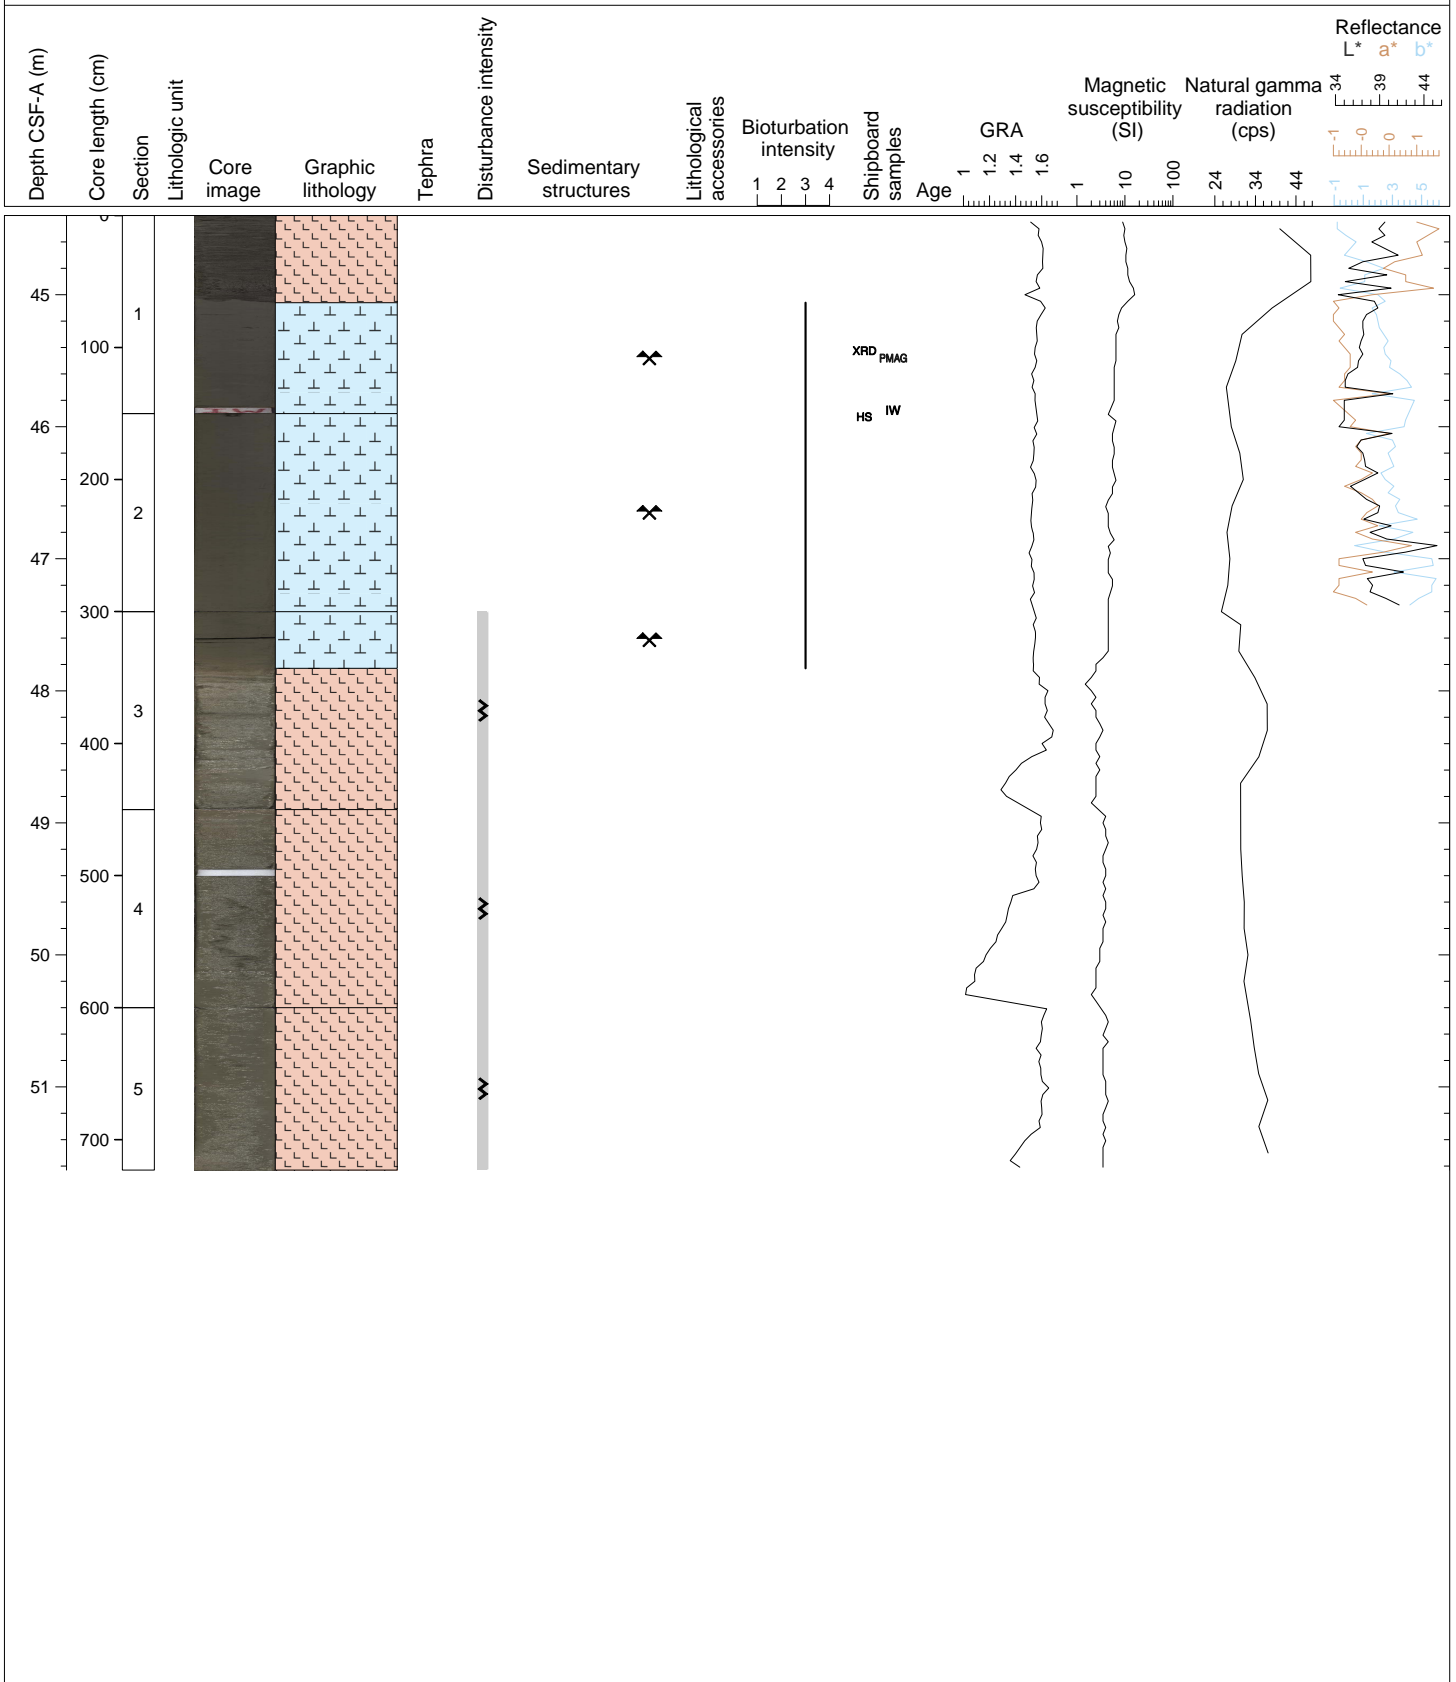 Depth CSF-A (m)
Core length (cm)
Section
Lithologic unit
Core
image
Graphic
lithology
Tephra
Disturbance intensity
Sedimentary
structures
Lithological
accessories
Bioturbation
intensity
1 2 3 4
Shipboard
samples
Age
GRA
1 1.2 1.4 1.6
Magnetic
susceptibility
(SI)
1 10 100
Natural gamma
radiation
(cps)
24 34 44
Reflectance
L* a* b*
34 39 44
-1 -0 0 1
-1 1 3 5
0
45
1
100
XRD
PMAG
46
HS
IW
200
2
47
300
48
3
400
49
500
4
50
600
51
5
700